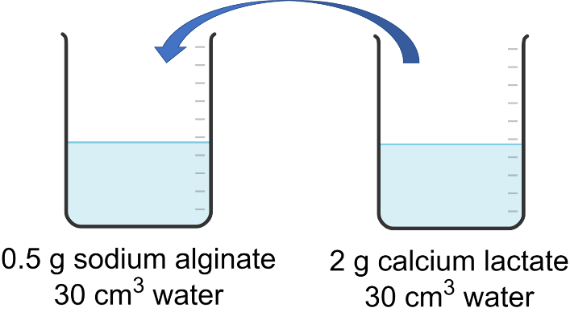 0.5 g sodium alginate
30 cm³ water
2 g calcium lactate
30 cm³ water